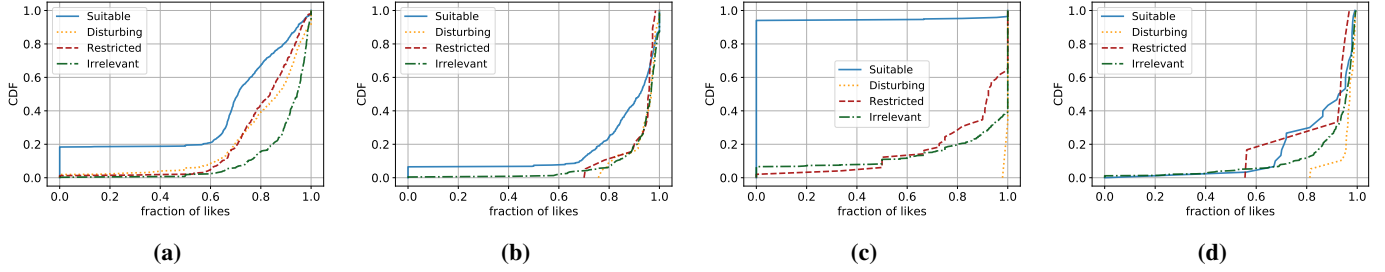 1.0
0.8
0.6
0.4
0.2
0.0
CDF
Suitable
Disturbing
Restricted
Irrelevant
0.0 0.2 0.4 0.6 0.8 1.0
fraction of likes
(a)
1.0
0.8
0.6
0.4
0.2
0.0
CDF
Suitable
Disturbing
Restricted
Irrelevant
0.0 0.2 0.4 0.6 0.8 1.0
fraction of likes
(b)
1.0
0.8
0.6
0.4
0.2
0.0
CDF
Suitable
Disturbing
Restricted
Irrelevant
0.0 0.2 0.4 0.6 0.8 1.0
fraction of likes
(c)
1.0
0.8
0.6
0.4
0.2
0.0
CDF
Suitable
Disturbing
Restricted
Irrelevant
0.0 0.2 0.4 0.6 0.8 1.0
fraction of likes
(d)